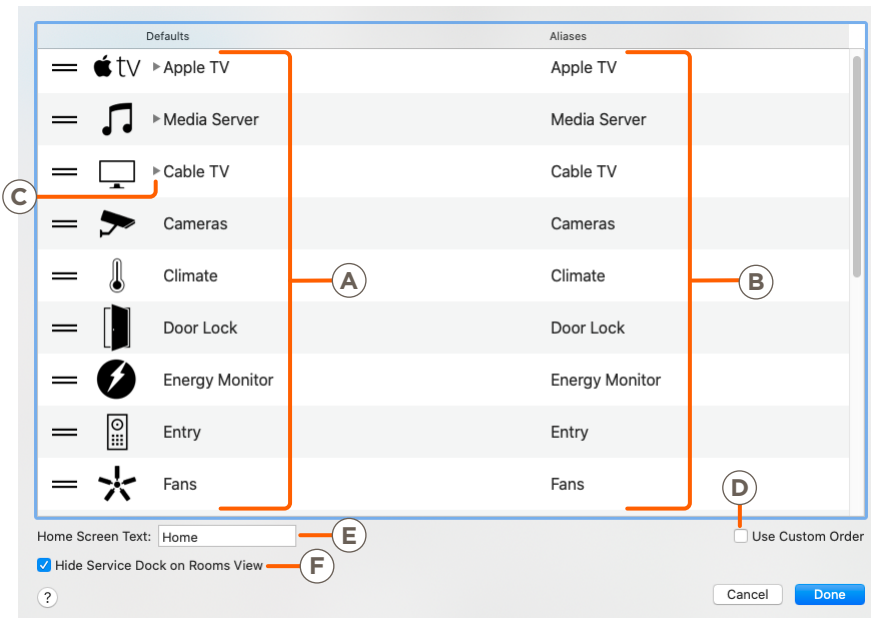 Defaults Aliases
tv Apple TV Apple TV
Media Server Media Server
Cable TV Cable TV
C
Cameras Cameras
Climate Climate
A B
Door Lock Door Lock
Energy Monitor Energy Monitor
Entry Entry
Fans Fans
D
Home Screen Text: Home E Use Custom Order
Hide Service Dock on Rooms View F
? Cancel Done